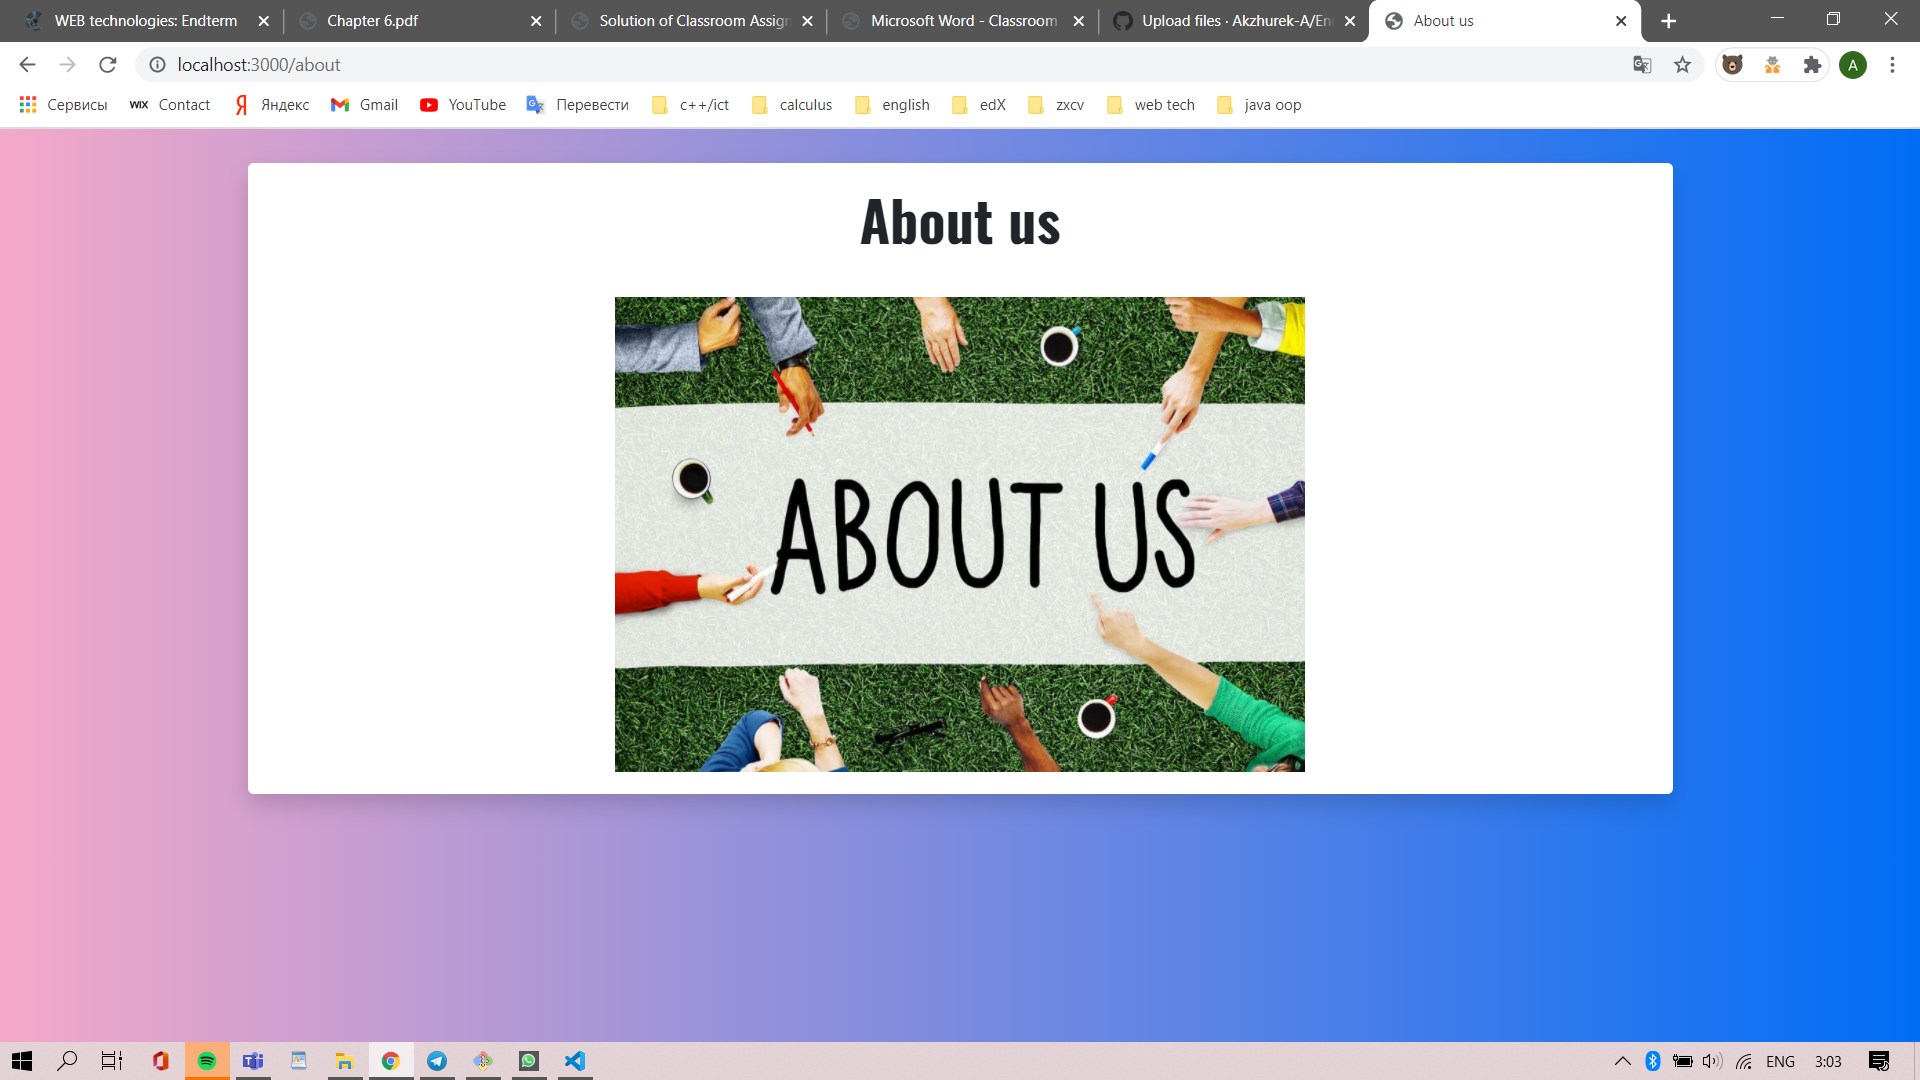 WEB technologies: Endterm
Chapter 6.pdf
Solution of Classroom Assign
Microsoft Word - Classroom
Upload files · Akzhurek-A/En
About us
localhost:3000/about
A
Сервисы
WIX Contact
Яндекс
Gmail
YouTube
Перевести
c++/ict
calculus
english
edX
zxcv
web tech
java oop
About us
ABOUT US
ENG
3:03